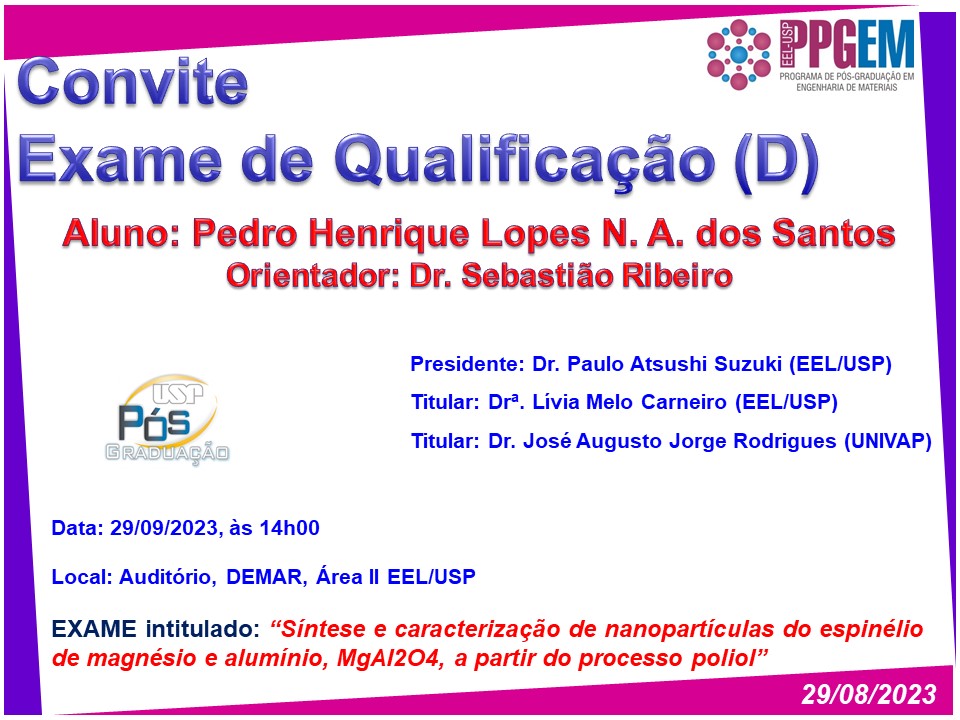 EEL-USP
PPGEM
PROGRAMA DE PÓS-GRADUAÇÃO EM
ENGENHARIA DE MATERIAIS
Convite
Exame de Qualificação (D)
Aluno: Pedro Henrique Lopes N. A. dos Santos
Orientador: Dr. Sebastião Ribeiro
Presidente: Dr. Paulo Atsushi Suzuki (EEL/USP)
Titular: Drª. Lívia Melo Carneiro (EEL/USP)
Titular: Dr. José Augusto Jorge Rodrigues (UNIVAP)
USP
Pós
GRADUAÇÃO
Data: 29/09/2023, às 14h00
Local: Auditório, DEMAR, Área II EEL/USP
EXAME intitulado: “Síntese e caracterização de nanopartículas do espinélio
de magnésio e alumínio, MgAl2O4, a partir do processo poliol”
29/08/2023